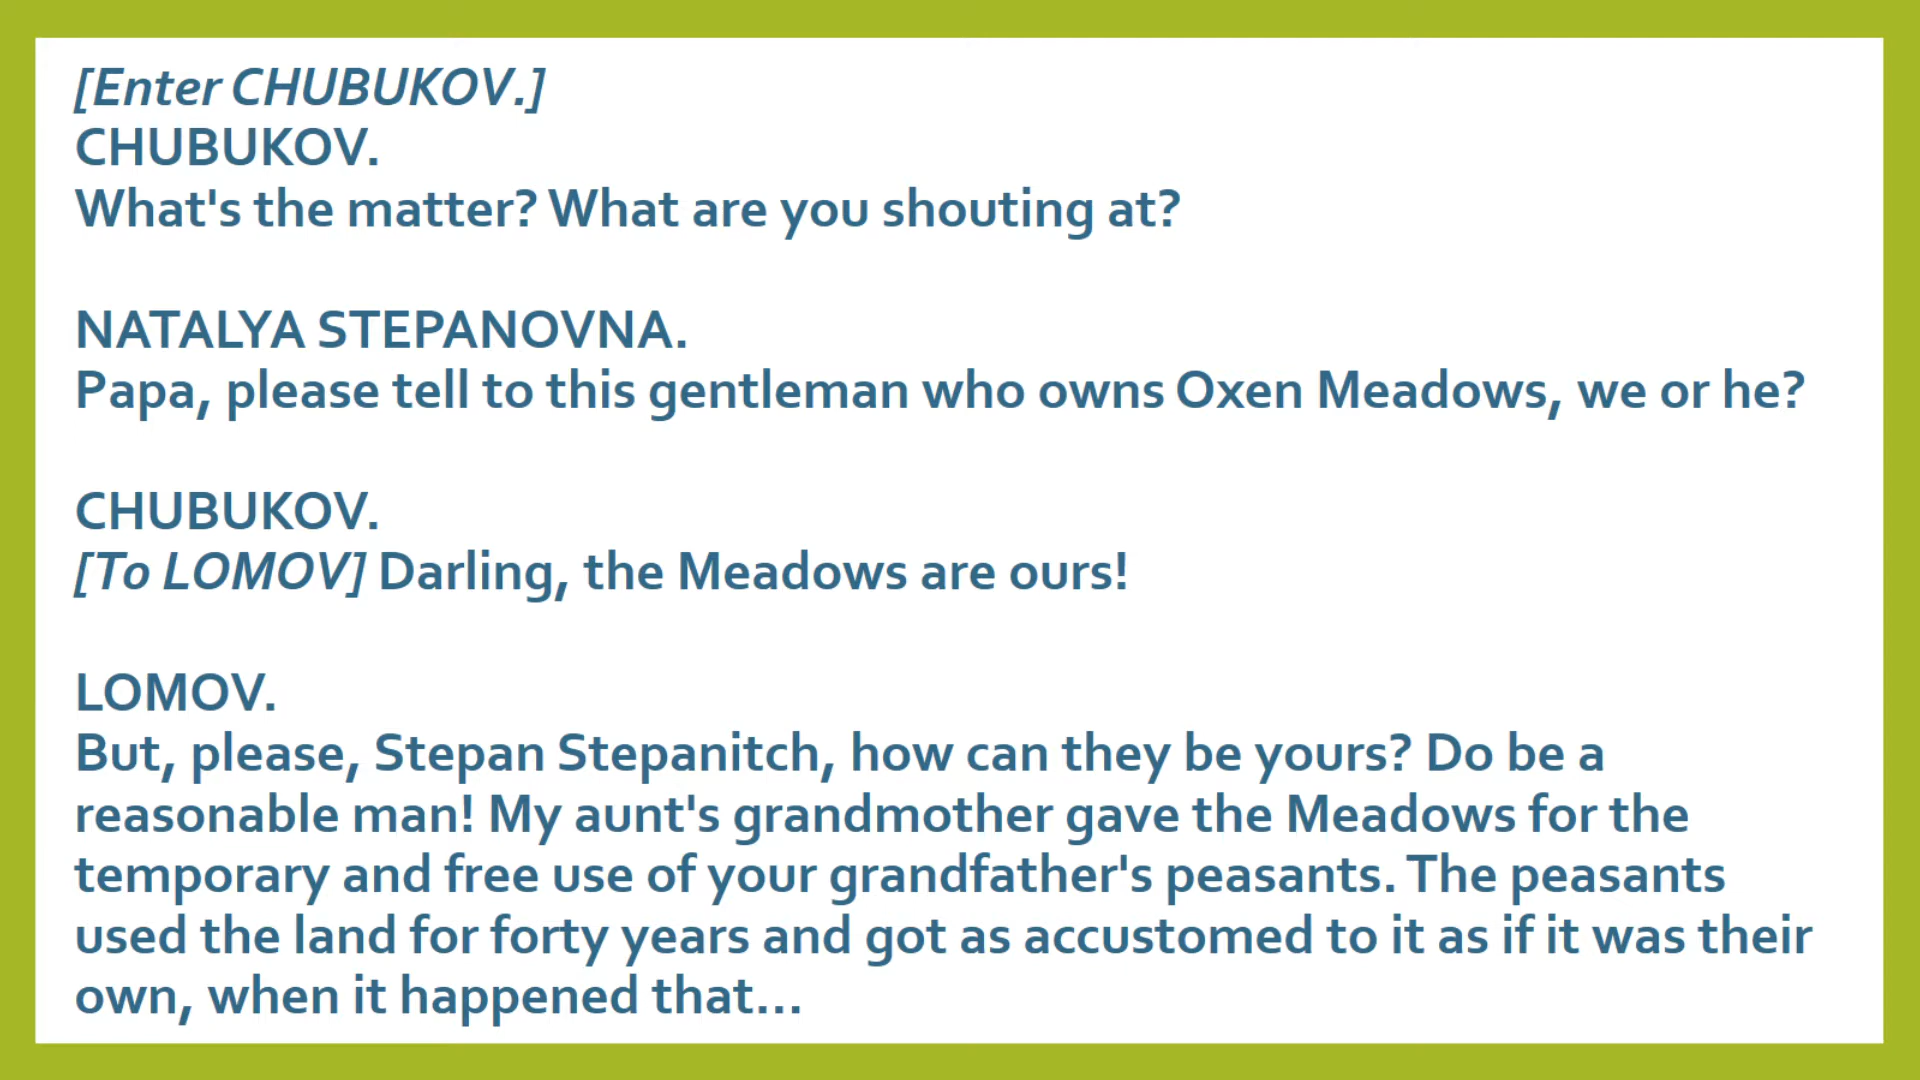 [Enter CHUBUKOV.]
CHUBUKOV.
What's the matter? What are you shouting at?
NATALYA STEPANOVNA.
Papa, please tell to this gentleman who owns Oxen Meadows, we or he?
CHUBUKOV.
[To LOMOV] Darling, the Meadows are ours!
LOMOV.
But, please, Stepan Stepanitch, how can they be yours? Do be a
reasonable man! My aunt's grandmother gave the Meadows for the
temporary and free use of your grandfather's peasants. The peasants
used the land for forty years and got as accustomed to it as if it was their
own, when it happened that...